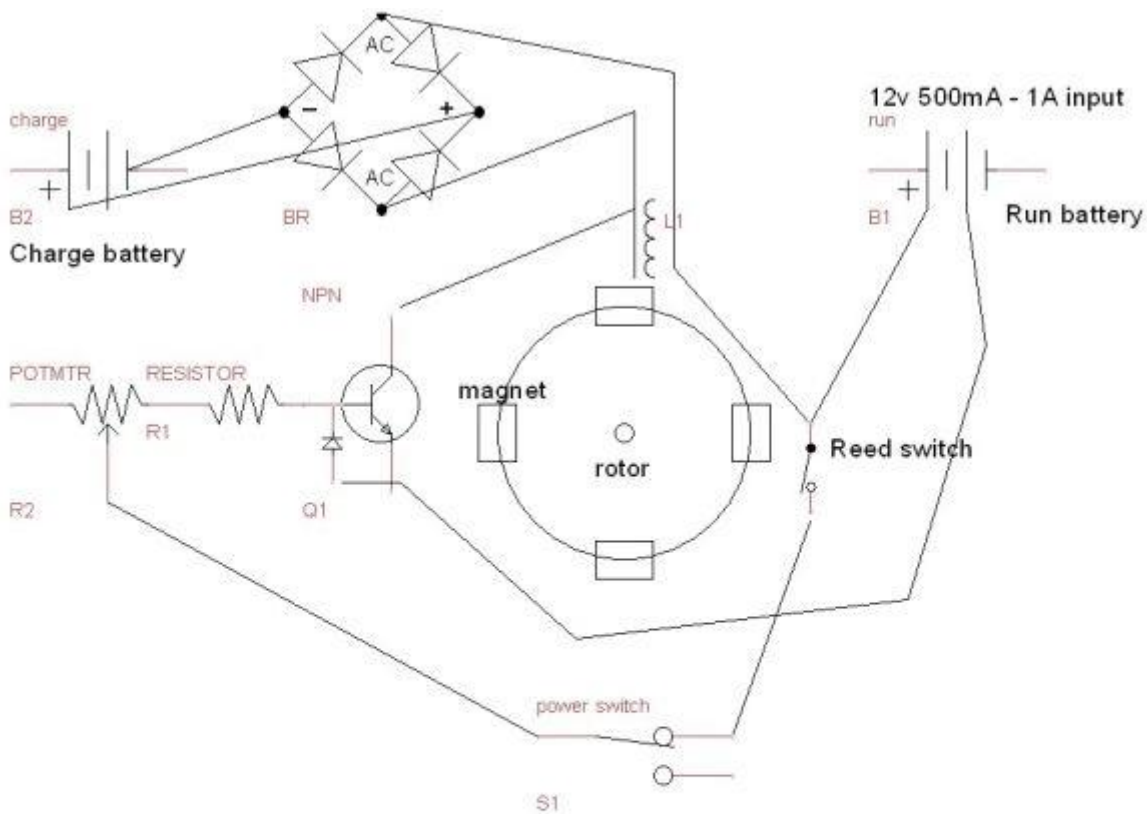 AC
12v 500mA - 1A input
charge
run
- +
+
+
AC
B2
BR
L1
B1
Run battery
Charge battery
NPN
POTMTR
RESISTOR
magnet
R1
Reed switch
rotor
R2
Q1
power switch
S1